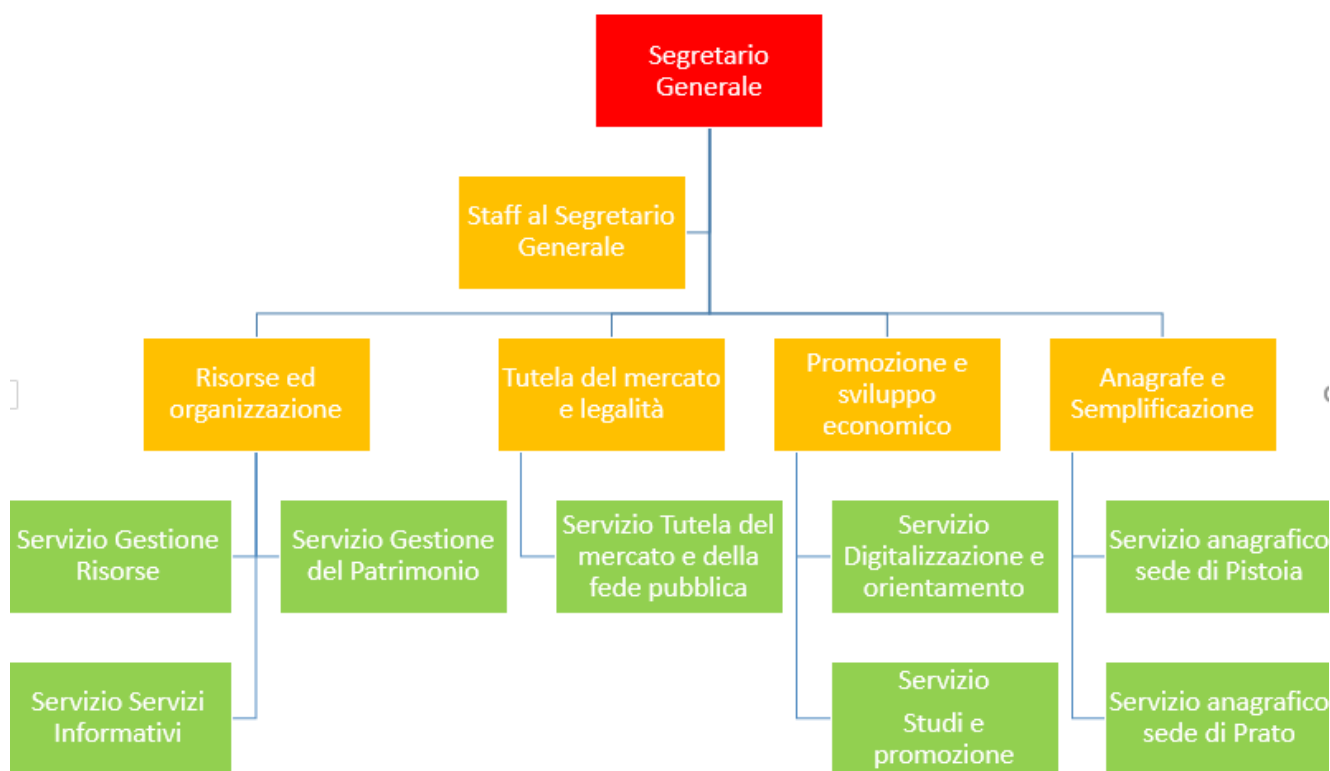 Segretario
Generale
Staff al Segretario
Generale
Risorse ed
organizzazione
Tutela del mercato
e legalità
Promozione e
sviluppo
economico
Anagrafe e
Semplificazione
Servizio Gestione
Risorse
Servizio Gestione
del Patrimonio
Servizio Tutela del
mercato e della
fede pubblica
Servizio
Digitalizzazione e
orientamento
Servizio anagrafico
sede di Pistoia
Servizio Servizi
Informativi
Servizio
Studi e
promozione
Servizio anagrafico
sede di Prato